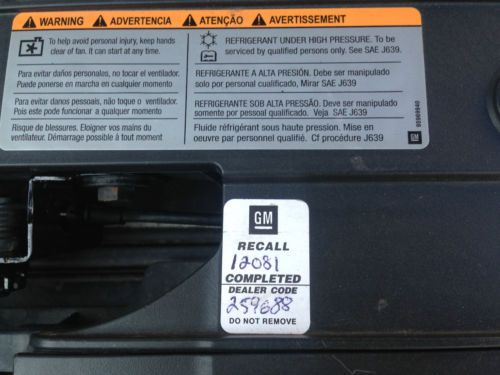 WARNING ADVERTENCIA ATENÇÃO AVERTISSEMENT
To help avoid personal injury, keep hands
clear of fan. It can start at any time.
REFRIGERANT UNDER HIGH PRESSURE. To be
serviced by qualified persons only. See SAE J639.
Para evitar daños personales, no tocar el ventilador.
Puede ponerse en marcha en cualquier momento
REFRIGERANTE A ALTA PRESIÓN. Debe ser manipulado
solo por personal cualificado, Mirar SAE J639
Para evitar danos pessoais, não toque o ventilador.
Pois este pode funcionar a qualquer momento
REFRIGERANTE SOB ALTA PRESSÃO. Dve ser manipulado
somente por pessoal qualificado. Veja SAE J639
Risque de blessures. Eloigner vos mains du
ventilateur. Démarrage possible à tout moment
Fluide réfrigérant sous haute pression. Mise en
oeuvre par personnel qualifié. Cf procédure J639
GM
GM
RECALL
12081
COMPLETED
DEALER CODE
259688
DO NOT REMOVE